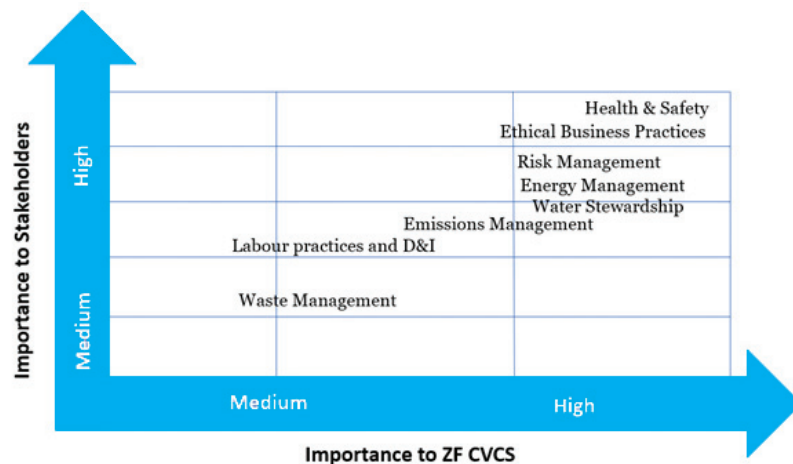 Importance to Stakeholders
High
Medium
Health & Safety
Ethical Business Practices
Risk Management
Energy Management
Water Stewardship
Emissions Management
Labour practices and D&I
Waste Management
Medium
High
Importance to ZF CVCS